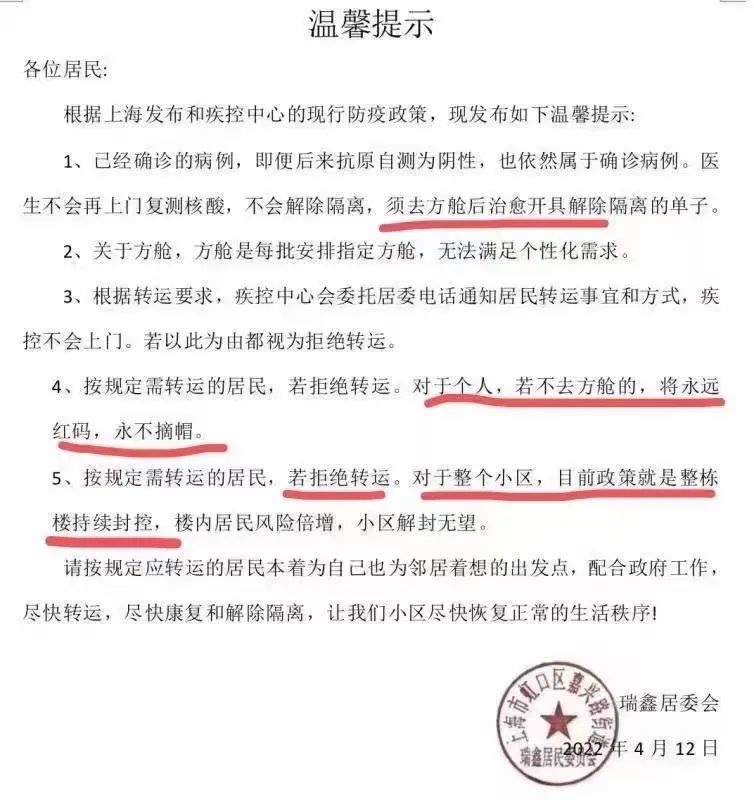 温馨提示
各位居民:
根据上海发布和疾控中心的现行防疫政策，现发布如下温馨提示:
1、已经确诊的病例，即便后来抗原自测为阴性，也依然属于确诊病例。医
生不会再上门复测核酸，不会解除隔离，须去方舱后治愈开具解除隔离的单子。
2、关于方舱，方舱是每批安排指定方舱，无法满足个性化需求。
3、根据转运要求，疾控中心会委托居委电话通知居民转运事宜和方式，疾
控不会上门。若以此为由都视为拒绝转运。
4、按规定需转运的居民，若拒绝转运。对于个人，若不去方舱的，将永远
红码，永不摘帽。
5、按规定需转运的居民，若拒绝转运。对于整个小区，目前政策就是整栋
楼持续封控，楼内居民风险倍增，小区解封无望。
请按规定应转运的居民本着为自己也为邻居着想的出发点，配合政府工作，
尽快转运，尽快康复和解除隔离，让我们小区尽快恢复正常的生活秩序!
瑞鑫居委会
2022 年 4 月 12 日
上海市虹口区嘉兴路街道
瑞鑫居民委员会